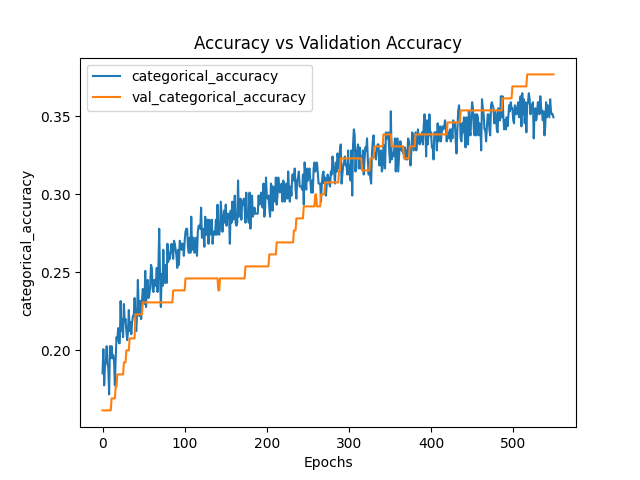 Accuracy vs Validation Accuracy
categorical_accuracy
val_categorical_accuracy
categorical_accuracy
0.35
0.30
0.25
0.20
0 100 200 300 400 500
Epochs